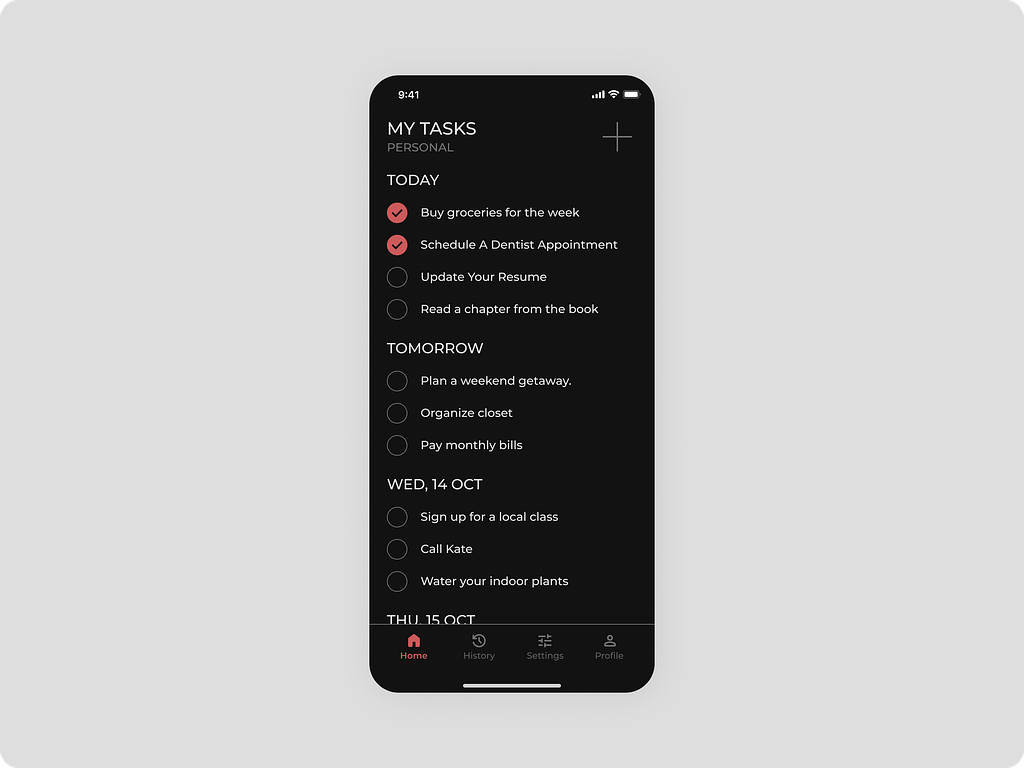 9:41
MY TASKS
PERSONAL
TODAY
Buy groceries for the week
Schedule A Dentist Appointment
Update Your Resume
Read a chapter from the book
TOMORROW
Plan a weekend getaway.
Organize closet
Pay monthly bills
WED, 14 OCT
Sign up for a local class
Call Kate
Water your indoor plants
THU, 15 OCT
Home History Settings Profile